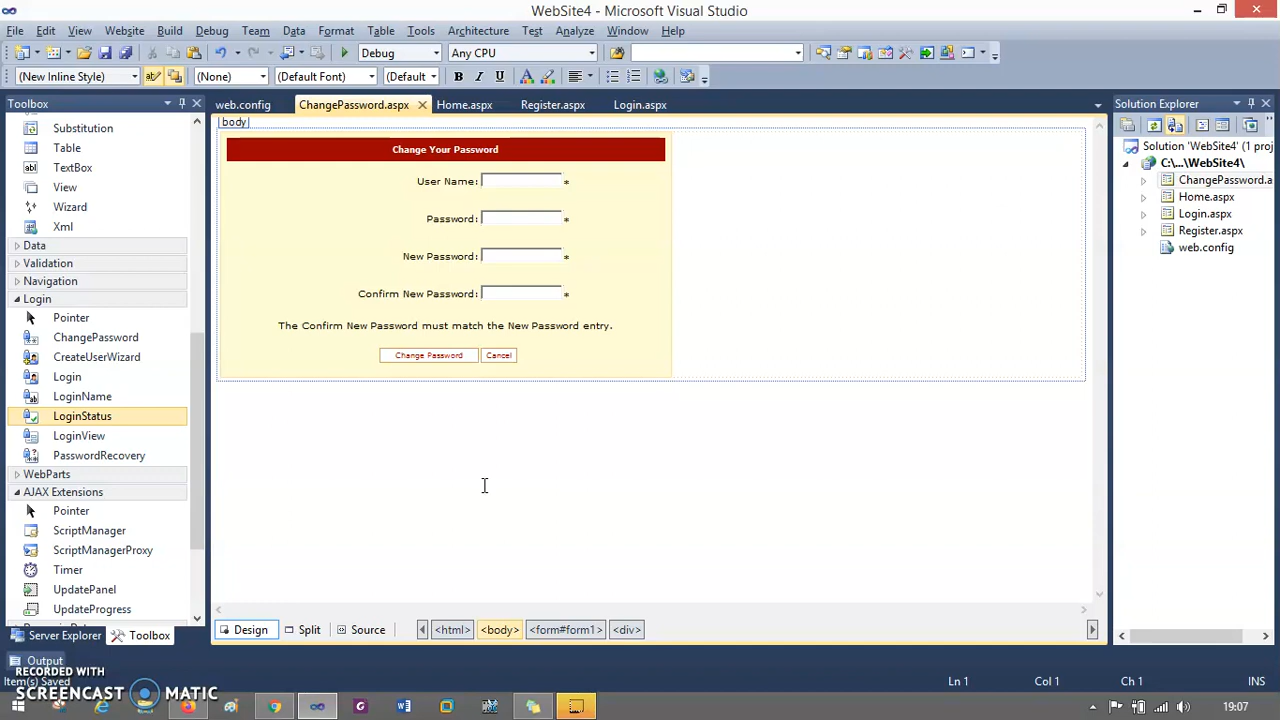 WebSite4 - Microsoft Visual Studio
File Edit View Website Build Debug Team Data Format Table Tools Architecture Test Analyze Window Help
Debug Any CPU
(New Inline Style) (None) (Default Font) (Default B I U A
Toolbox
web.config ChangePassword.aspx Home.aspx Register.aspx Login.aspx
Solution Explorer
body
Substitution
Table
abl TextBox
View
Wizard
Xml
Data
Validation
Navigation
Login
Pointer
ChangePassword
CreateUserWizard
Login
LoginName
LoginStatus
LoginView
PasswordRecovery
WebParts
AJAX Extensions
Pointer
ScriptManager
ScriptManagerProxy
Timer
UpdatePanel
UpdateProgress
Server Explorer Toolbox
Change Your Password
User Name: *
Password: *
New Password: *
Confirm New Password: *
The Confirm New Password must match the New Password entry.
Change Password Cancel
Design Split Source <html> <body> <form#form1> <div>
Solution 'WebSite4' (1 proj
C:\...\WebSite4\
ChangePassword.a
Home.aspx
Login.aspx
Register.aspx
web.config
Output
Item(s) Saved
Ln 1 Col 1 Ch 1 INS
RECORDED WITH
SCREENCAST MATIC
19:07